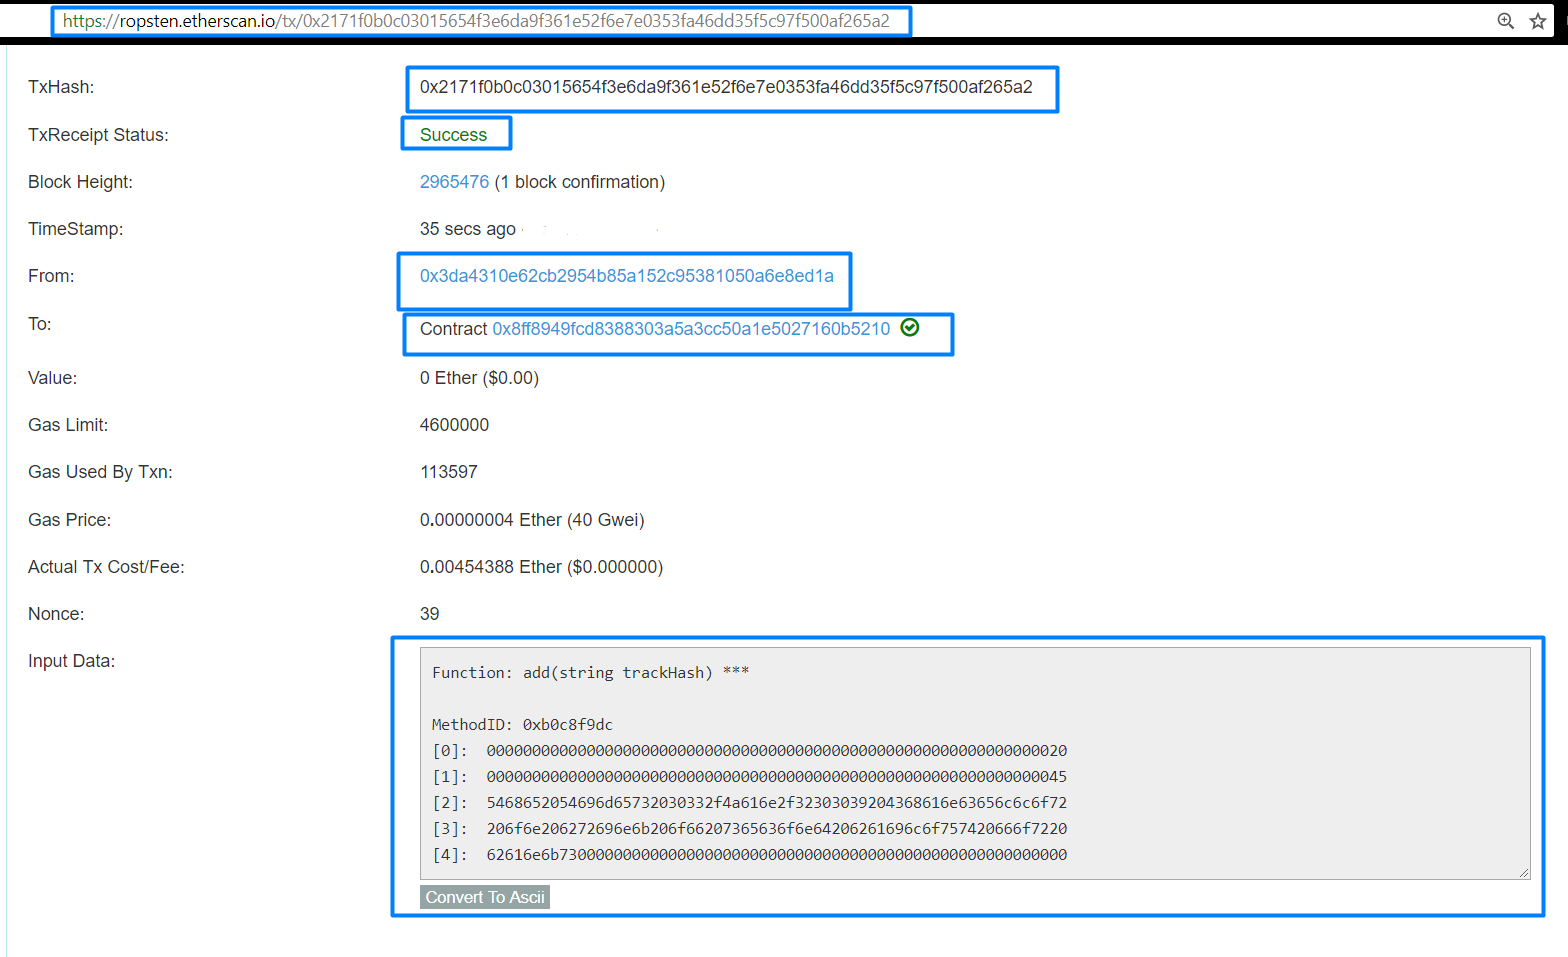 https://ropsten.etherscan.io/tx/0x2171f0b0c03015654f3e6da9f361e52f6e7e0353fa46dd35f5c97f500af265a2
TxHash: 0x2171f0b0c03015654f3e6da9f361e52f6e7e0353fa46dd35f5c97f500af265a2
TxReceipt Status: Success
Block Height: 2965476 (1 block confirmation)
TimeStamp: 35 secs ago
From: 0x3da4310e62cb2954b85a152c95381050a6e8ed1a
To: Contract 0x8ff8949fcd8388303a5a3cc50a1e5027160b5210
Value: 0 Ether ($0.00)
Gas Limit: 4600000
Gas Used By Txn: 113597
Gas Price: 0.00000004 Ether (40 Gwei)
Actual Tx Cost/Fee: 0.00454388 Ether ($0.000000)
Nonce: 39
Input Data:
Function: add(string trackHash) ***
MethodID: 0xb0c8f9dc
[0]: 0000000000000000000000000000000000000000000000000000000000000020
[1]: 0000000000000000000000000000000000000000000000000000000000000045
[2]: 5468652054696d65732030332f4a616e2f32303039204368616e63656c6c6f72
[3]: 206f6e206272696e6b206f66207365636f6e64206261696c6f757420666f7220
[4]: 62616e6b73000000000000000000000000000000000000000000000000000000
Convert To Ascii